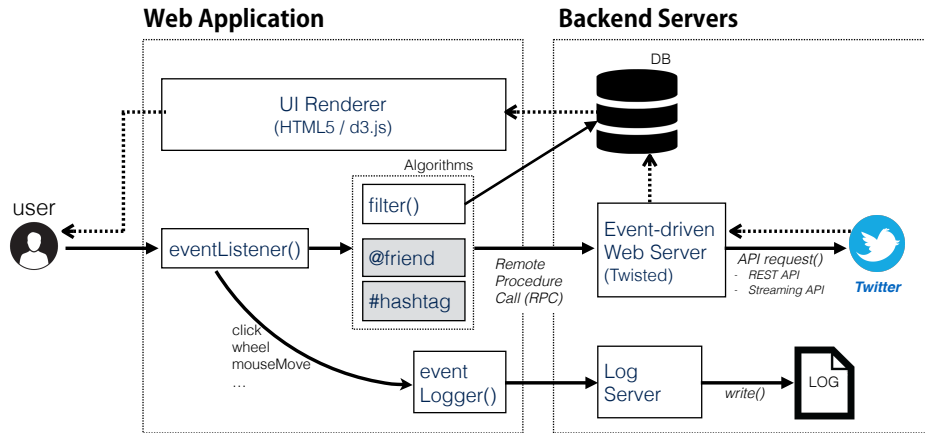 Web Application
Backend Servers
DB
UI Renderer
(HTML5 / d3.js)
Algorithms
user
filter()
eventListener()
@friend
#hashtag
Remote
Procedure
Call (RPC)
Event-driven
Web Server
(Twisted)
API request()
- REST API
- Streaming API
Twitter
click
wheel
mouseMove
...
event
Logger()
Log
Server
write()
LOG